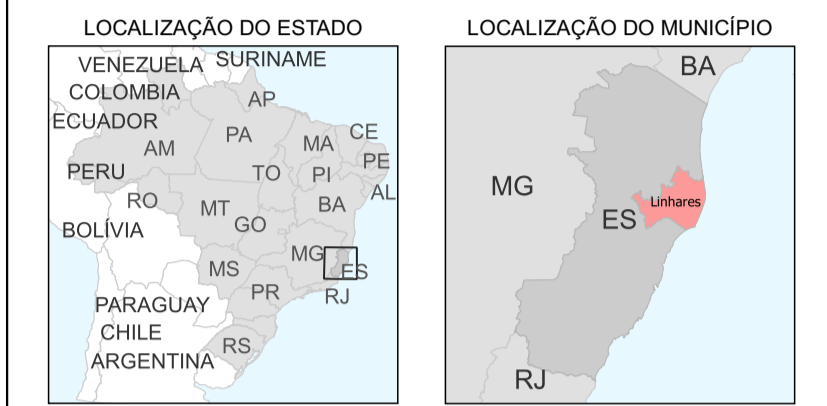 LOCALIZAÇÃO DO ESTADO
VENEZUELA
SURINAME
COLOMBIA
AP
ECUADOR
CE
AM
PA
MA
PE
PERU
TO
PI
AL
RO
MT
BA
BOLÍVIA
GO
MG
MS
ES
PR
RJ
PARAGUAY
CHILE
RS
ARGENTINA
LOCALIZAÇÃO DO MUNICÍPIO
BA
MG
Linhares
ES
RJ